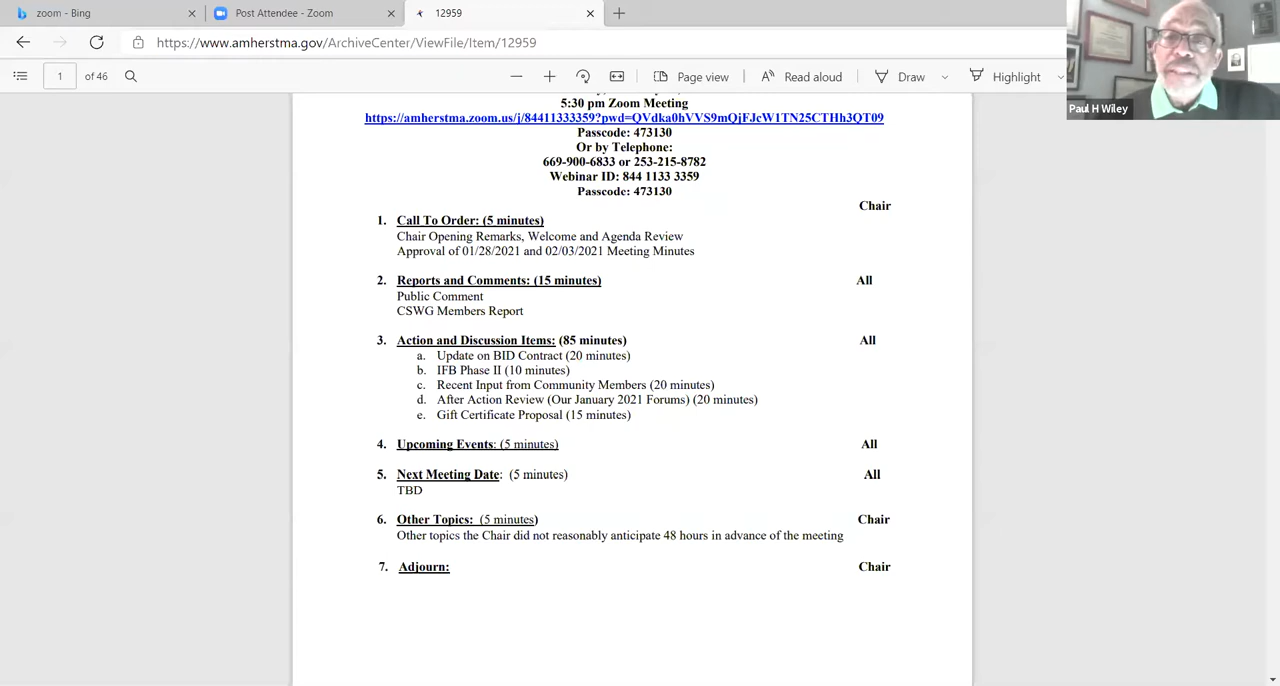 zoom - Bing
Post Attendee - Zoom
12959
https://www.amherstma.gov/ArchiveCenter/ViewFile/Item/12959
1 of 46
Page view
Read aloud
Draw
Highlight
Paul H Wiley
5:30 pm Zoom Meeting
https://amherstma.zoom.us/j/84411333359?pwd=QVdka0hVVS9mQjFJcW1TN25CTHh3QT09
Passcode: 473130
Or by Telephone:
669-900-6833 or 253-215-8782
Webinar ID: 844 1133 3359
Passcode: 473130
Chair
1. Call To Order: (5 minutes)
Chair Opening Remarks, Welcome and Agenda Review
Approval of 01/28/2021 and 02/03/2021 Meeting Minutes
2. Reports and Comments: (15 minutes) All
Public Comment
CSWG Members Report
3. Action and Discussion Items: (85 minutes) All
a. Update on BID Contract (20 minutes)
b. IFB Phase II (10 minutes)
c. Recent Input from Community Members (20 minutes)
d. After Action Review (Our January 2021 Forums) (20 minutes)
e. Gift Certificate Proposal (15 minutes)
4. Upcoming Events: (5 minutes) All
5. Next Meeting Date: (5 minutes) All
TBD
6. Other Topics: (5 minutes) Chair
Other topics the Chair did not reasonably anticipate 48 hours in advance of the meeting
7. Adjourn: Chair